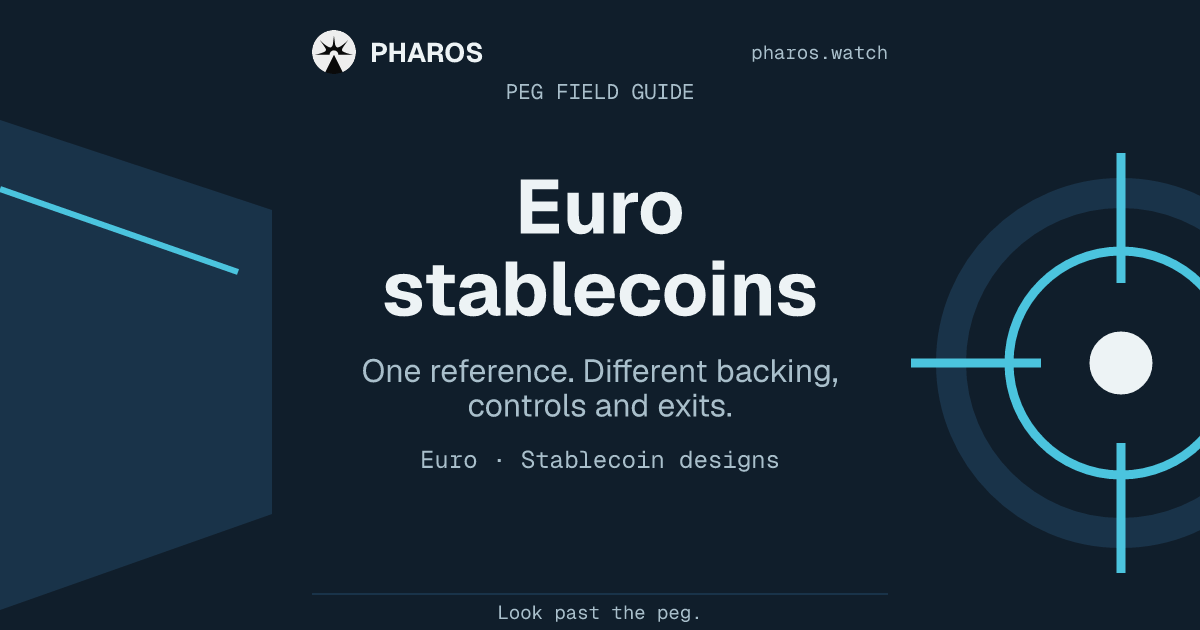 PHAROS
pharos.watch
PEG FIELD GUIDE
Euro
stablecoins
One reference. Different backing,
controls and exits.
Euro · Stablecoin designs
Look past the peg.